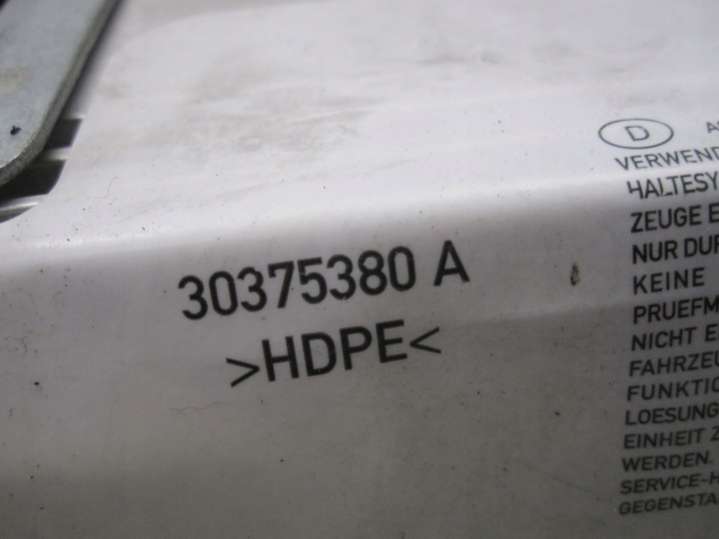 30375380 A
>HDPE<
D
VERWEND
HALTESY
ZEUGE E
NUR DUR
KEINE
PRUEFM
NICHT E
FAHRZEU
FUNKTIO
LOESUNG
EINHEIT Z
WERDEN.
SERVICE-H
GEGENSTA